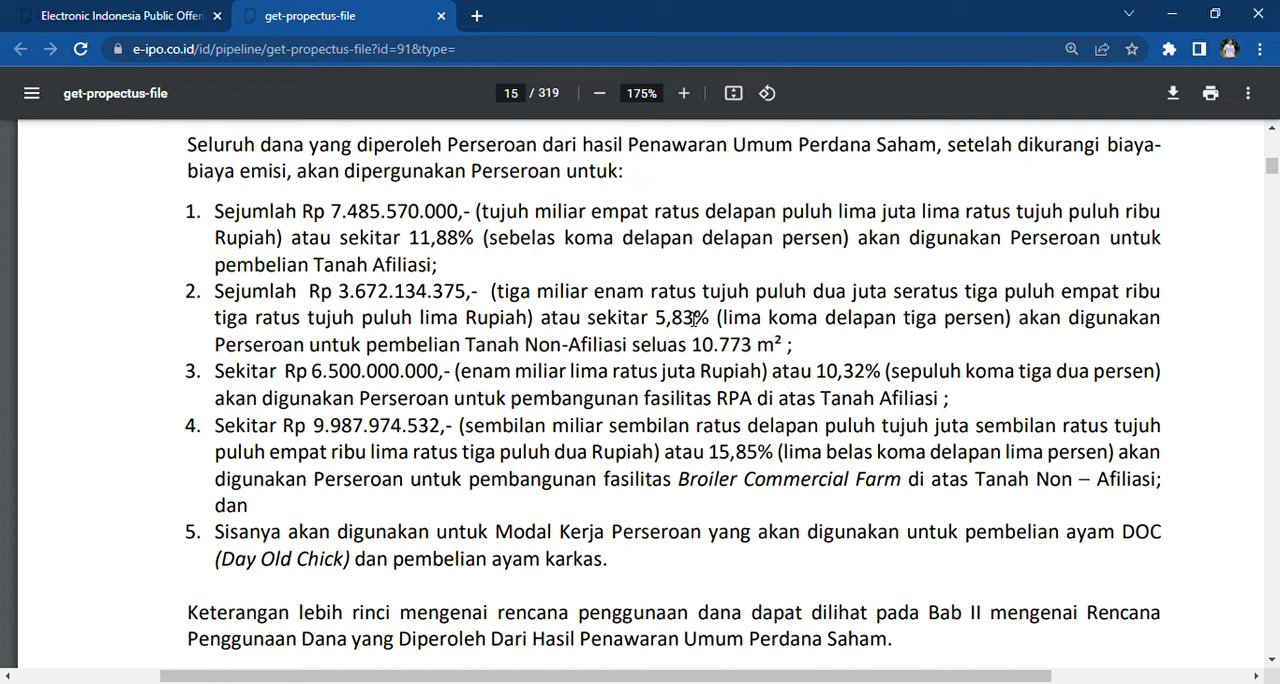 Electronic Indonesia Public Offeri
get-propectus-file
e-ipo.co.id/id/pipeline/get-propectus-file?id=91&type=
get-propectus-file
15 / 319
175%
Seluruh dana yang diperoleh Perseroan dari hasil Penawaran Umum Perdana Saham, setelah dikurangi biaya-
biaya emisi, akan dipergunakan Perseroan untuk:
1. Sejumlah Rp 7.485.570.000,- (tujuh miliar empat ratus delapan puluh lima juta lima ratus tujuh puluh ribu
Rupiah) atau sekitar 11,88% (sebelas koma delapan delapan persen) akan digunakan Perseroan untuk
pembelian Tanah Afiliasi;
2. Sejumlah Rp 3.672.134.375,- (tiga miliar enam ratus tujuh puluh dua juta seratus tiga puluh empat ribu
tiga ratus tujuh puluh lima Rupiah) atau sekitar 5,83% (lima koma delapan tiga persen) akan digunakan
Perseroan untuk pembelian Tanah Non-Afiliasi seluas 10.773 m² ;
3. Sekitar Rp 6.500.000.000,- (enam miliar lima ratus juta Rupiah) atau 10,32% (sepuluh koma tiga dua persen)
akan digunakan Perseroan untuk pembangunan fasilitas RPA di atas Tanah Afiliasi ;
4. Sekitar Rp 9.987.974.532,- (sembilan miliar sembilan ratus delapan puluh tujuh juta sembilan ratus tujuh
puluh empat ribu lima ratus tiga puluh dua Rupiah) atau 15,85% (lima belas koma delapan lima persen) akan
digunakan Perseroan untuk pembangunan fasilitas Broiler Commercial Farm di atas Tanah Non – Afiliasi;
dan
5. Sisanya akan digunakan untuk Modal Kerja Perseroan yang akan digunakan untuk pembelian ayam DOC
(Day Old Chick) dan pembelian ayam karkas.
Keterangan lebih rinci mengenai rencana penggunaan dana dapat dilihat pada Bab II mengenai Rencana
Penggunaan Dana yang Diperoleh Dari Hasil Penawaran Umum Perdana Saham.